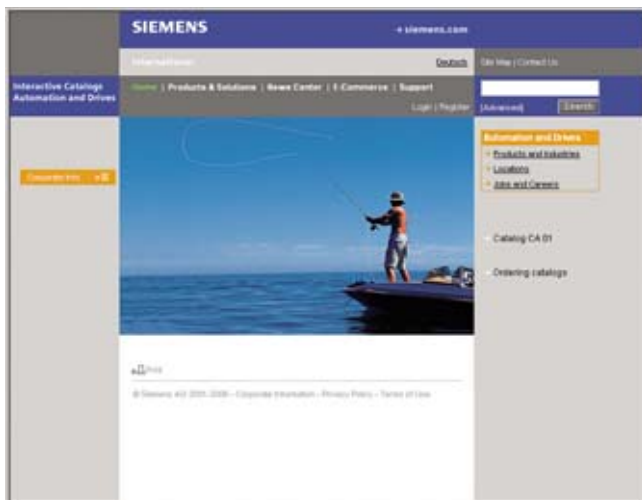 SIEMENS
→ siemens.com
International
Deutsch
Site Map | Contact Us
Interactive Catalogs
Automation and Drives
Home | Products & Solutions | News Center | E-Commerce | Support
Login | Register
[Advanced] Search
Automation and Drives
Products and Industries
Locations
Jobs and Careers
Corporate Info
Catalog CA 01
Ordering catalogs
Print
© Siemens AG 2001-2006 – Corporate Information – Privacy Policy – Terms of Use